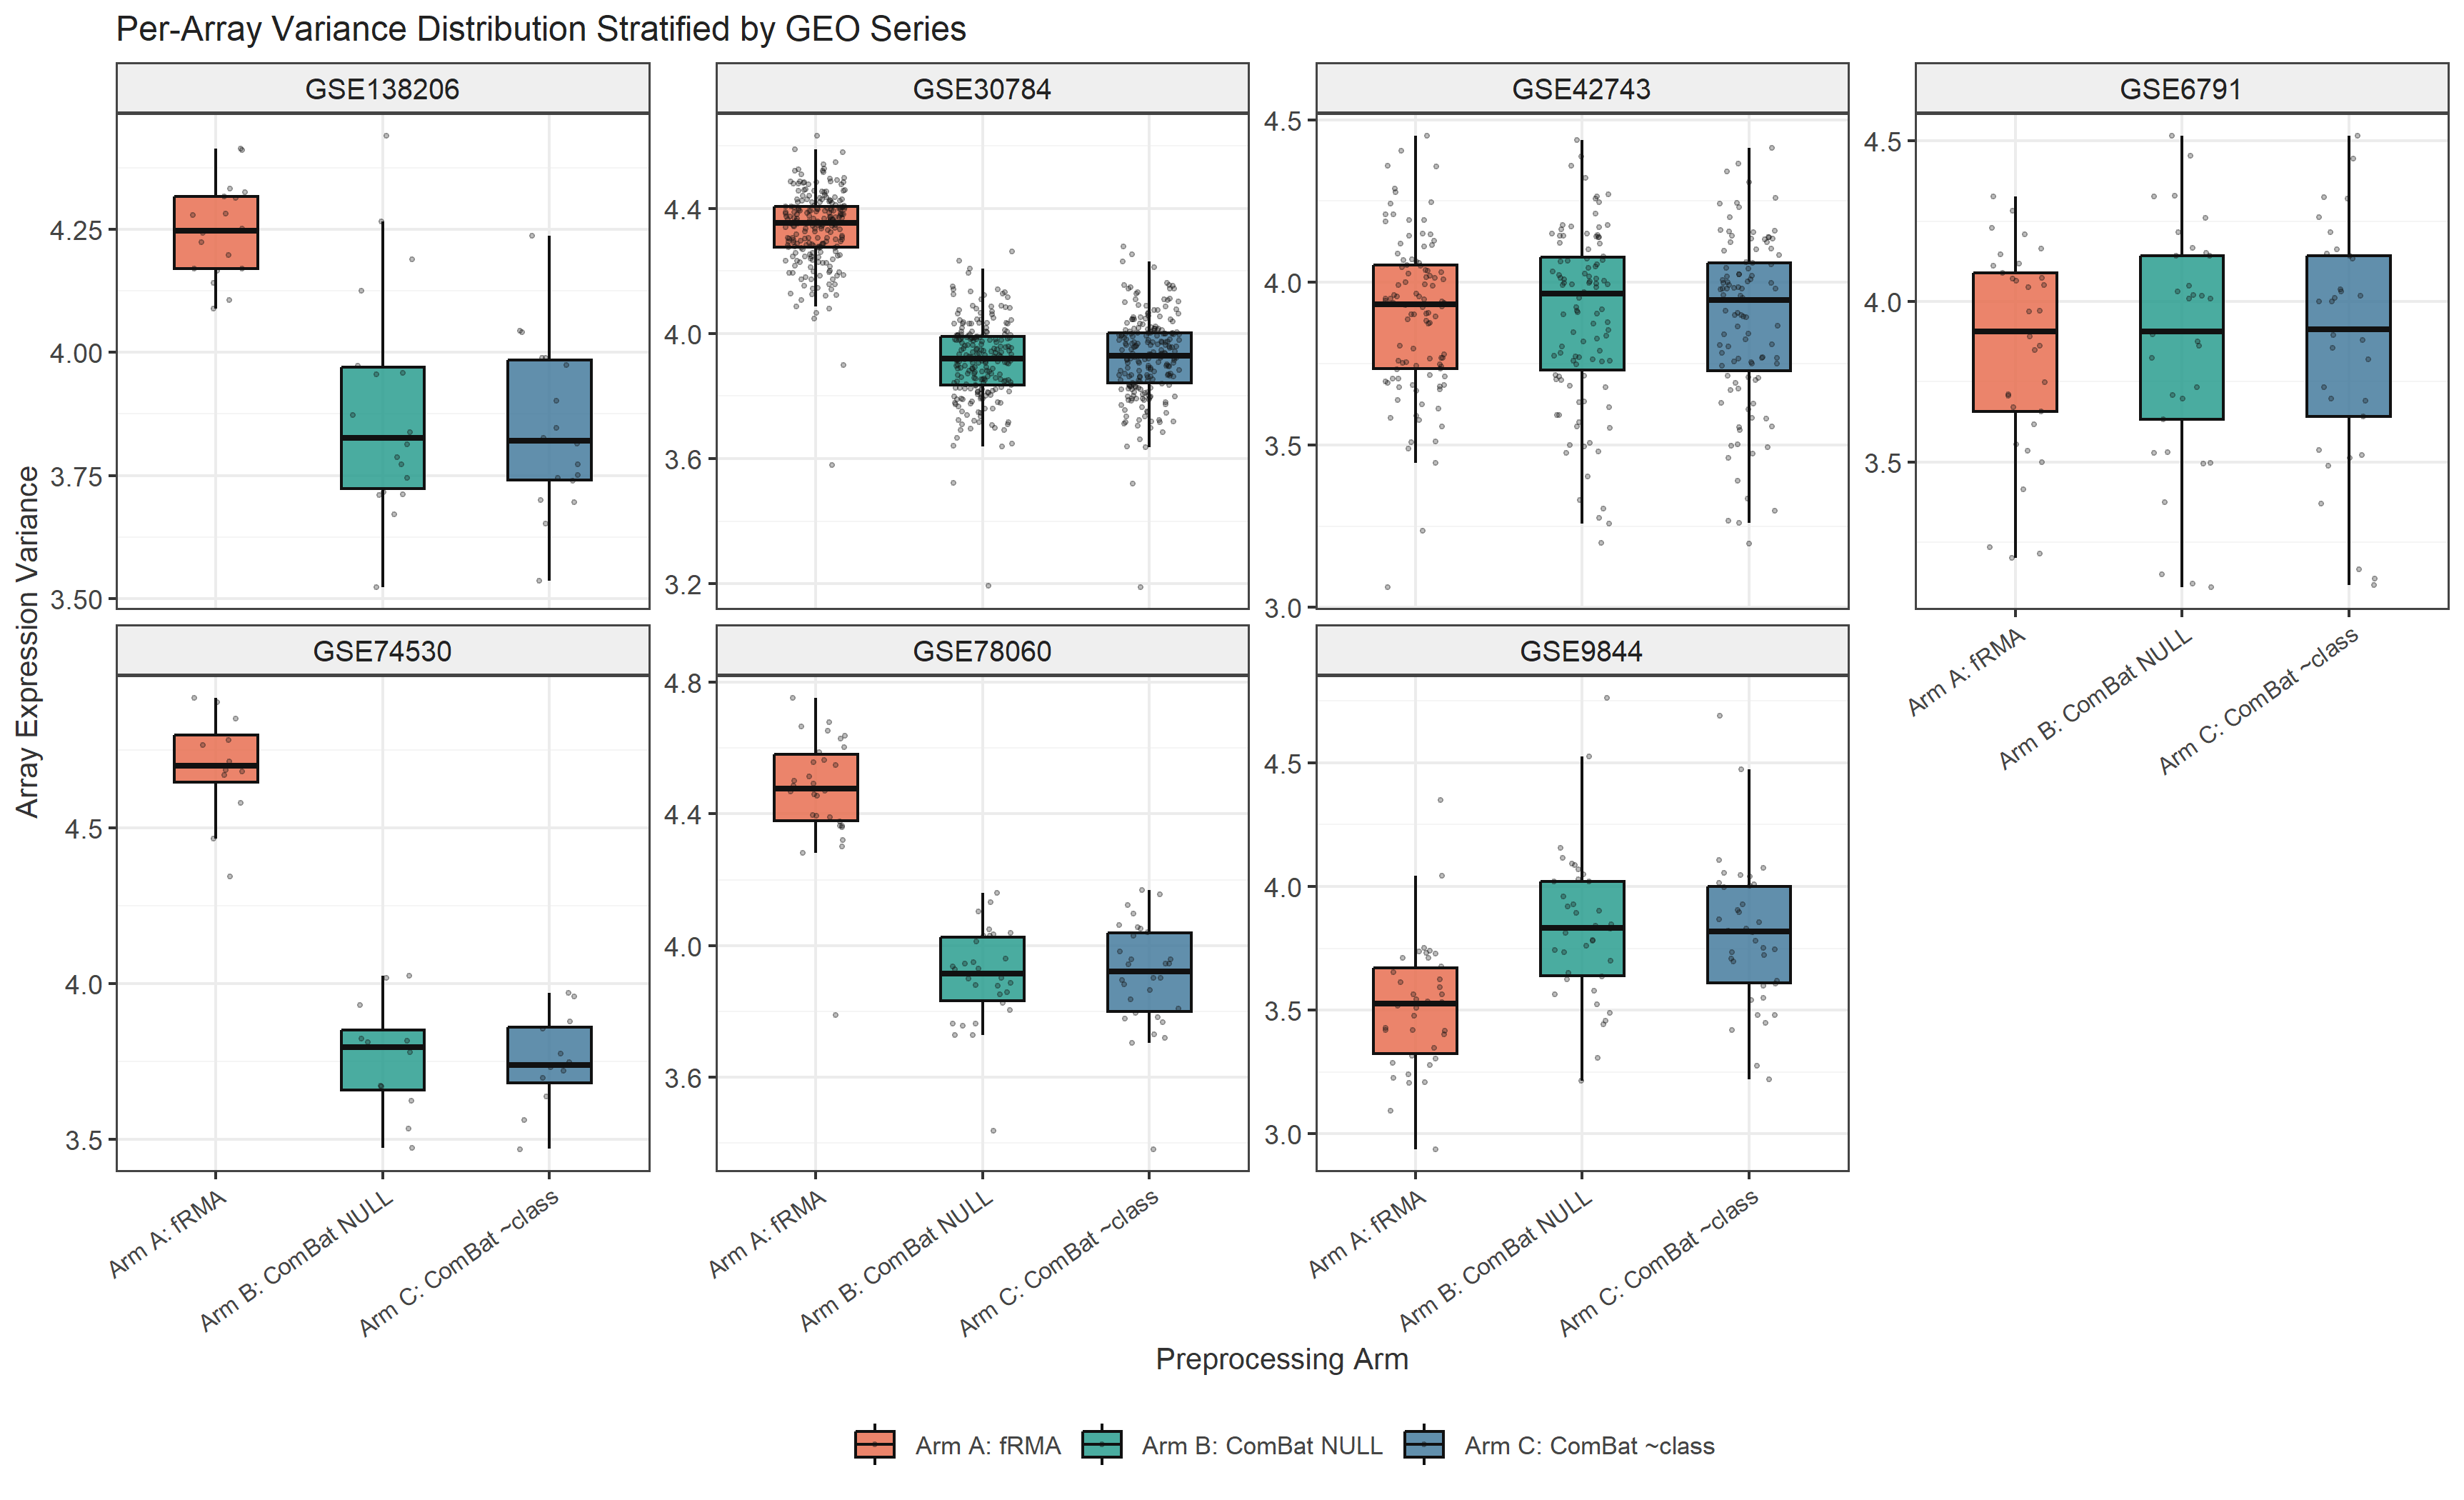 Per-Array Variance Distribution Stratified by GEO Series
GSE138206
GSE30784
GSE42743
GSE6791
4.25
4.00
3.75
3.50
4.4
4.0
3.6
3.2
4.5
4.0
3.5
3.0
4.5
4.0
3.5
Arm A: fRMA
Arm B: ComBat NULL
Arm C: ComBat ~class
Array Expression Variance
GSE74530
GSE78060
GSE9844
4.5
4.0
3.5
4.8
4.4
4.0
3.6
4.5
4.0
3.5
3.0
Arm A: fRMA
Arm B: ComBat NULL
Arm C: ComBat ~class
Arm A: fRMA
Arm B: ComBat NULL
Arm C: ComBat ~class
Arm A: fRMA
Arm B: ComBat NULL
Arm C: ComBat ~class
Preprocessing Arm
Arm A: fRMA
Arm B: ComBat NULL
Arm C: ComBat ~class